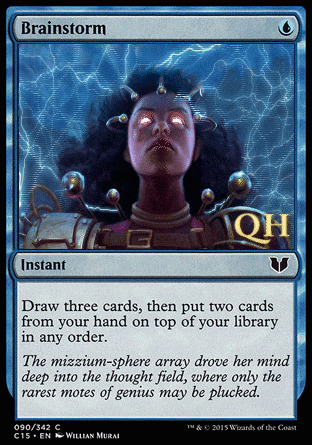 Brainstorm
QH
Instant
Draw three cards, then put two cards
from your hand on top of your library
in any order.
The mizzium-sphere array drove her mind
deep into the thought field, where only the
rarest motes of genius may be plucked.
090/342 C
C15 • EN Willian Murai
™ & © 2015 Wizards of the Coast